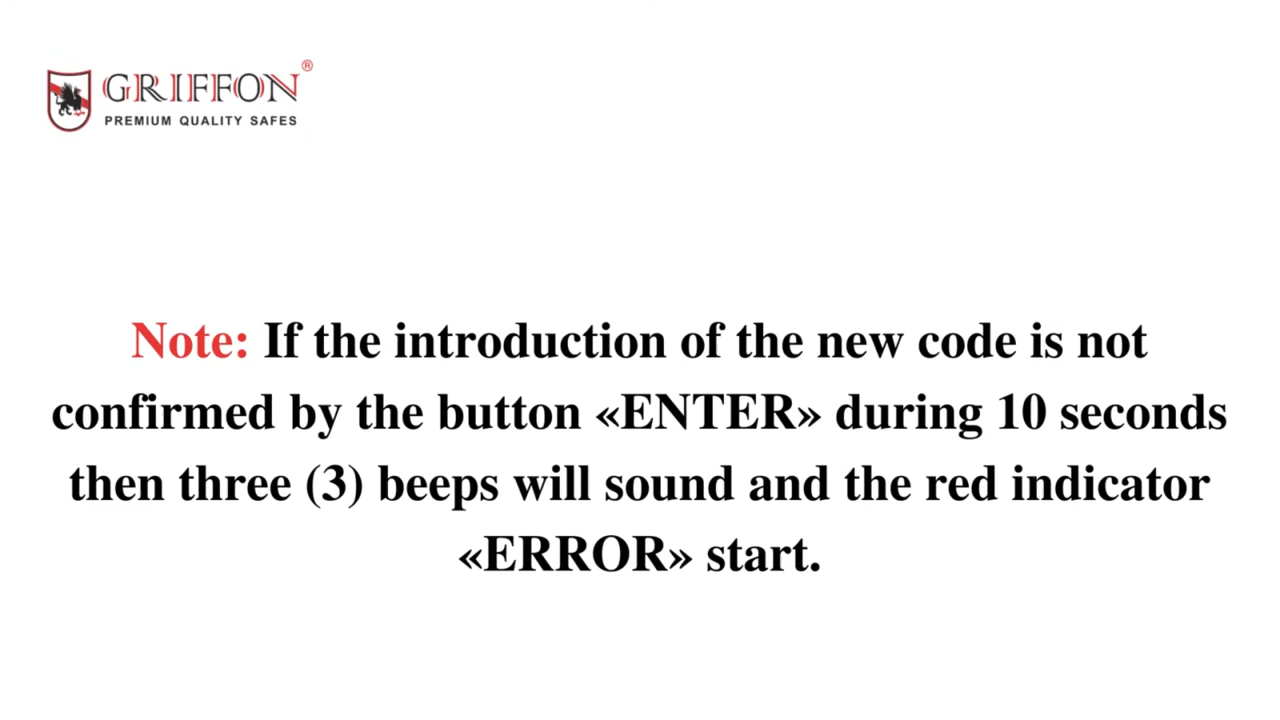 GRIFFON®
PREMIUM QUALITY SAFES
Note: If the introduction of the new code is not
confirmed by the button «ENTER» during 10 seconds
then three (3) beeps will sound and the red indicator
«ERROR» start.